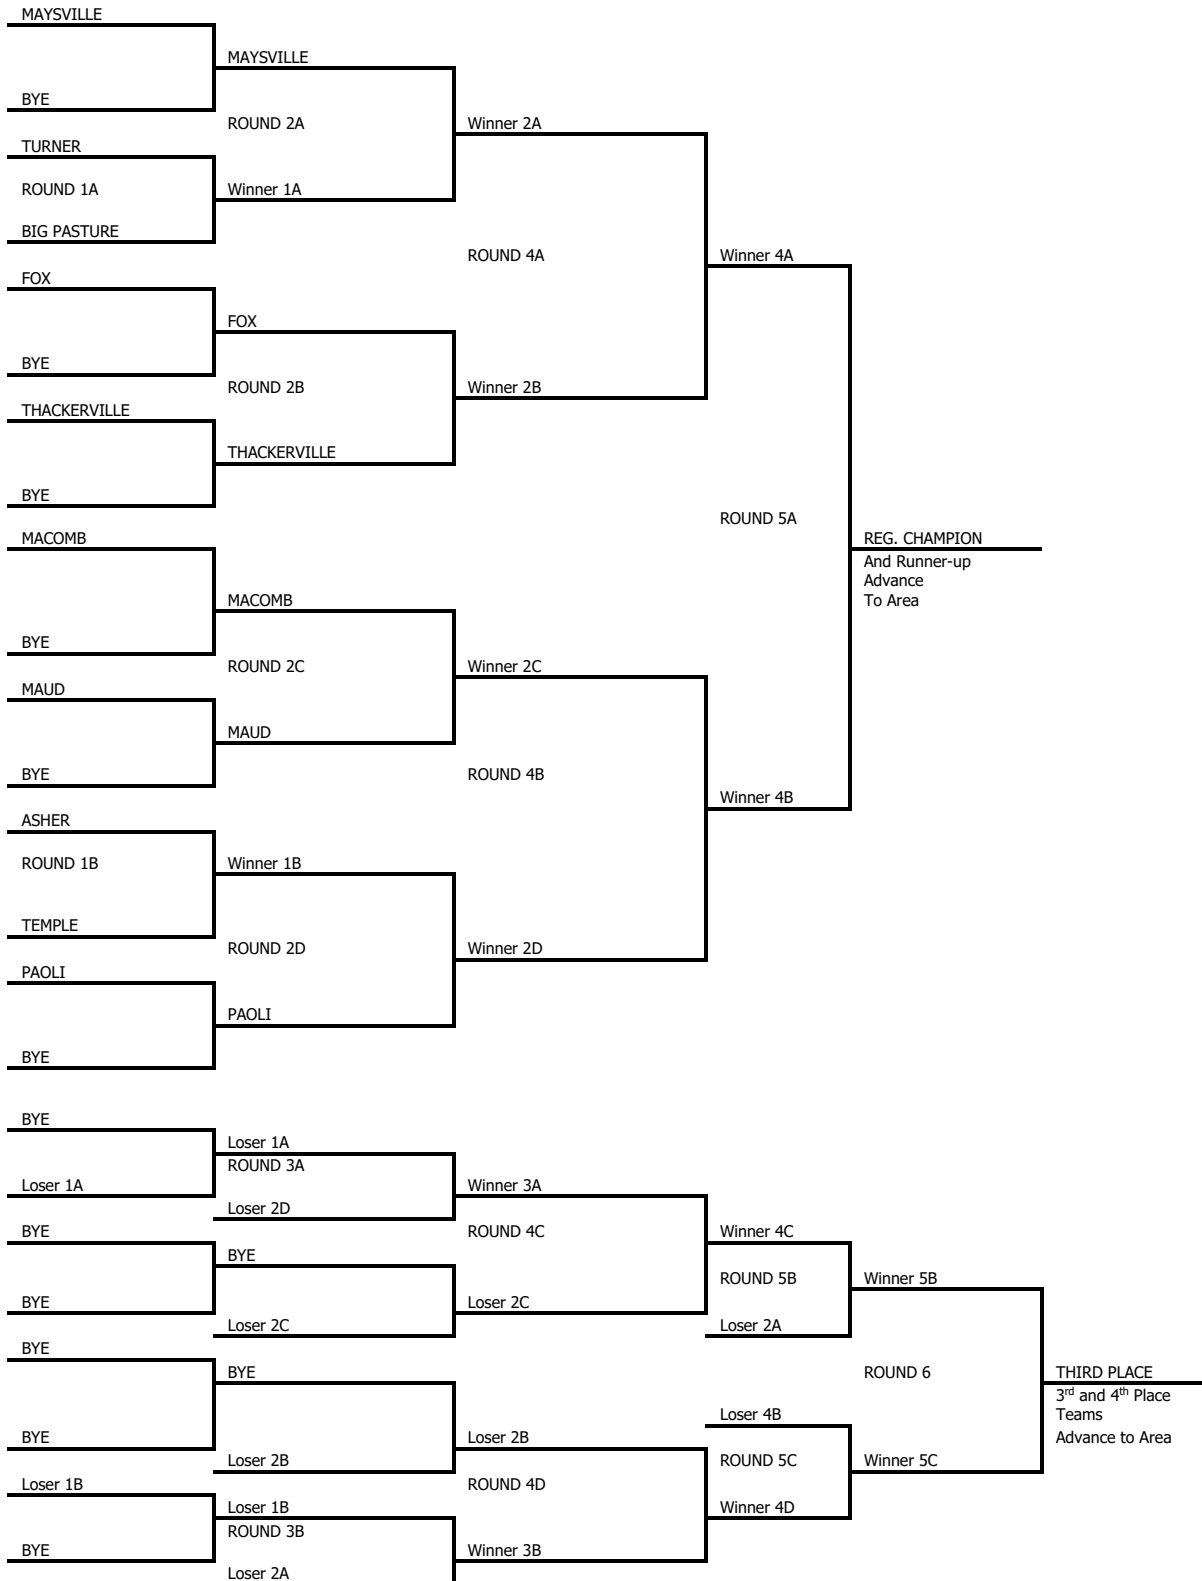 MAYSVILLE
MAYSVILLE
BYE
ROUND 2A
Winner 2A
TURNER
ROUND 1A
Winner 1A
BIG PASTURE
ROUND 4A
Winner 4A
FOX
FOX
BYE
ROUND 2B
Winner 2B
THACKERVILLE
THACKERVILLE
BYE
ROUND 5A
MACOMB
REG. CHAMPION
And Runner-up
Advance
To Area
MACOMB
BYE
ROUND 2C
Winner 2C
MAUD
MAUD
BYE
ROUND 4B
Winner 4B
ASHER
ROUND 1B
Winner 1B
TEMPLE
ROUND 2D
Winner 2D
PAOLI
PAOLI
BYE
BYE
Loser 1A
ROUND 3A
Loser 1A
Winner 3A
Loser 2D
BYE
ROUND 4C
Winner 4C
BYE
ROUND 5B
Winner 5B
BYE
Loser 2C
Loser 2C
Loser 2A
BYE
BYE
ROUND 6
THIRD PLACE
3rd and 4th Place
Teams
Advance to Area
Loser 4B
BYE
Loser 2B
Loser 2B
ROUND 5C
Winner 5C
Loser 1B
ROUND 4D
Loser 1B
Winner 4D
ROUND 3B
BYE
Winner 3B
Loser 2A